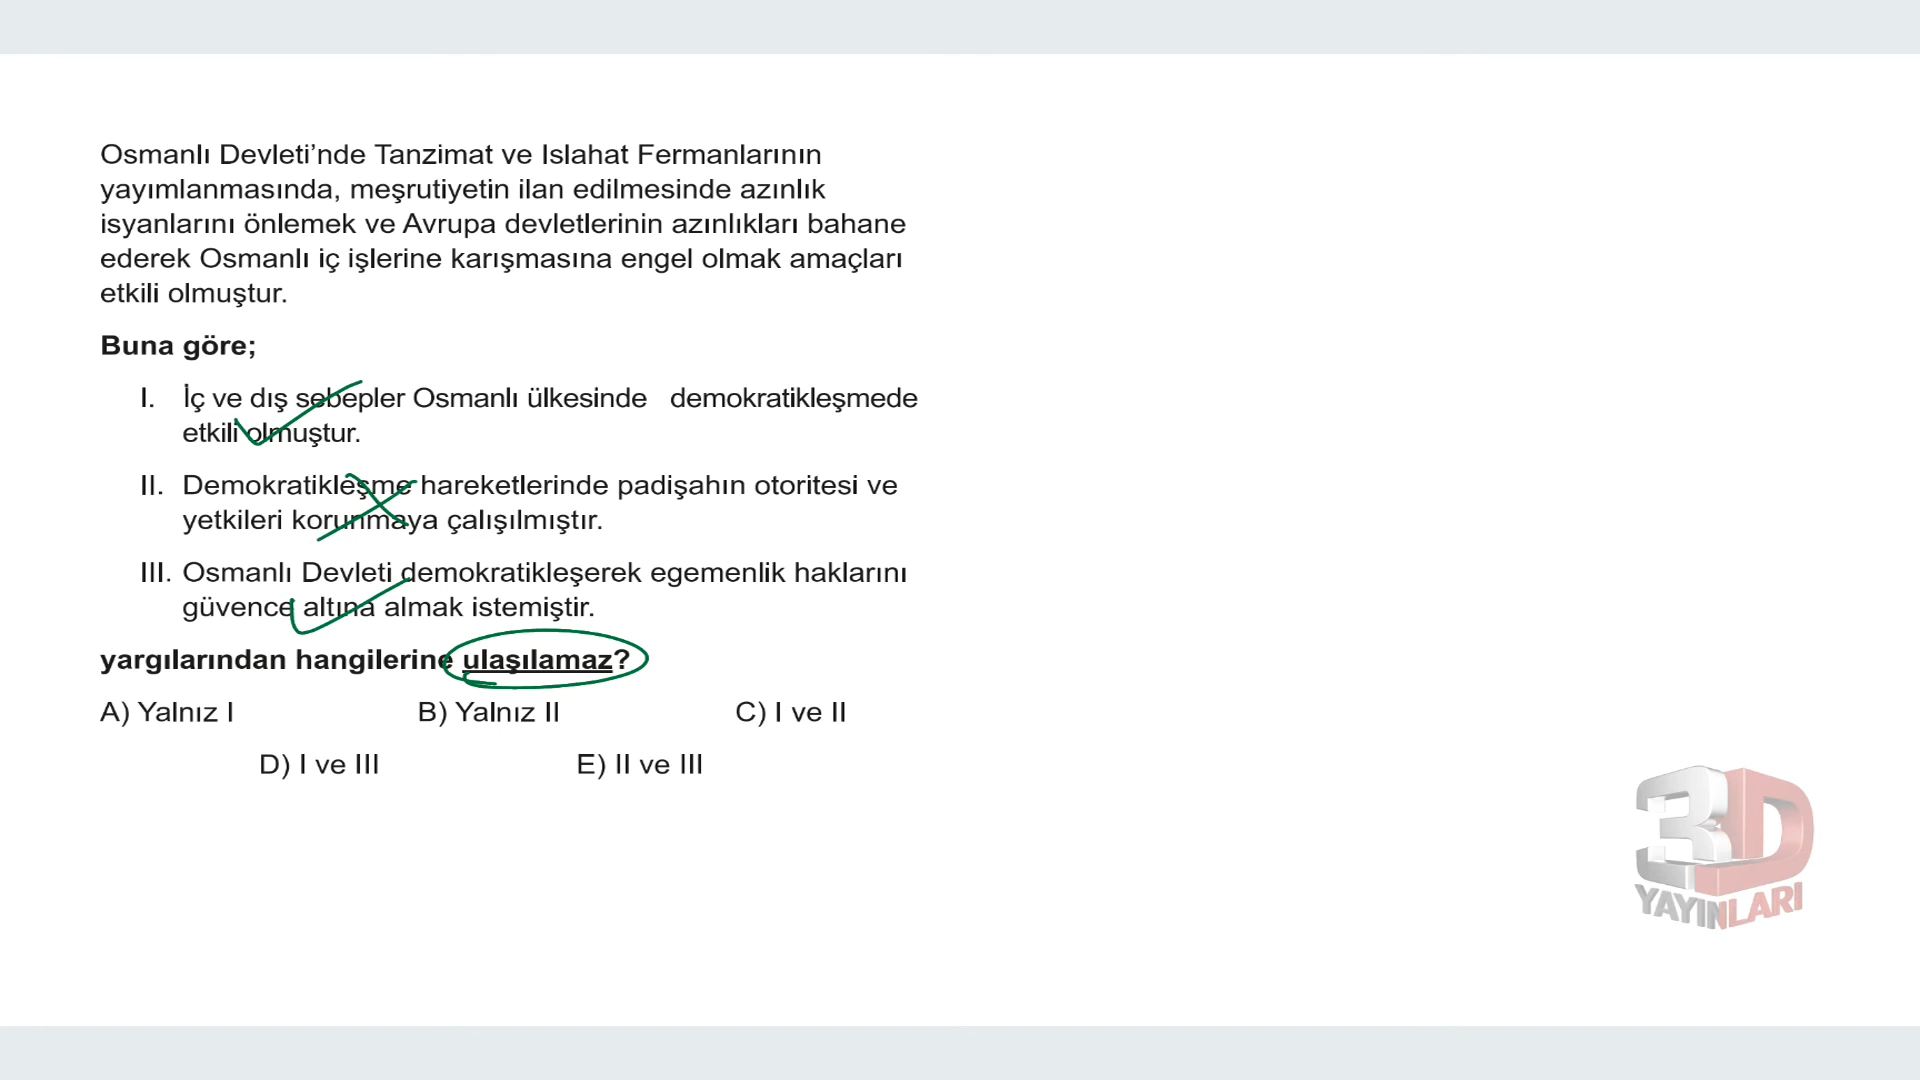 Osmanlı Devleti’nde Tanzimat ve Islahat Fermanlarının
yayımlanmasında, meşrutiyetin ilan edilmesinde azınlık
isyanlarını önlemek ve Avrupa devletlerinin azınlıkları bahane
ederek Osmanlı iç işlerine karışmasına engel olmak amaçları
etkili olmuştur.
Buna göre;
I. İç ve dış sebepler Osmanlı ülkesinde demokratikleşmede
etkili olmuştur.
II. Demokratikleşme hareketlerinde padişahın otoritesi ve
yetkileri korunmaya çalışılmıştır.
III. Osmanlı Devleti demokratikleşerek egemenlik haklarını
güvence altına almak istemiştir.
yargılarından hangilerine ulaşılamaz?
A) Yalnız I B) Yalnız II C) I ve II
D) I ve III E) II ve III
3D
YAYINLARI